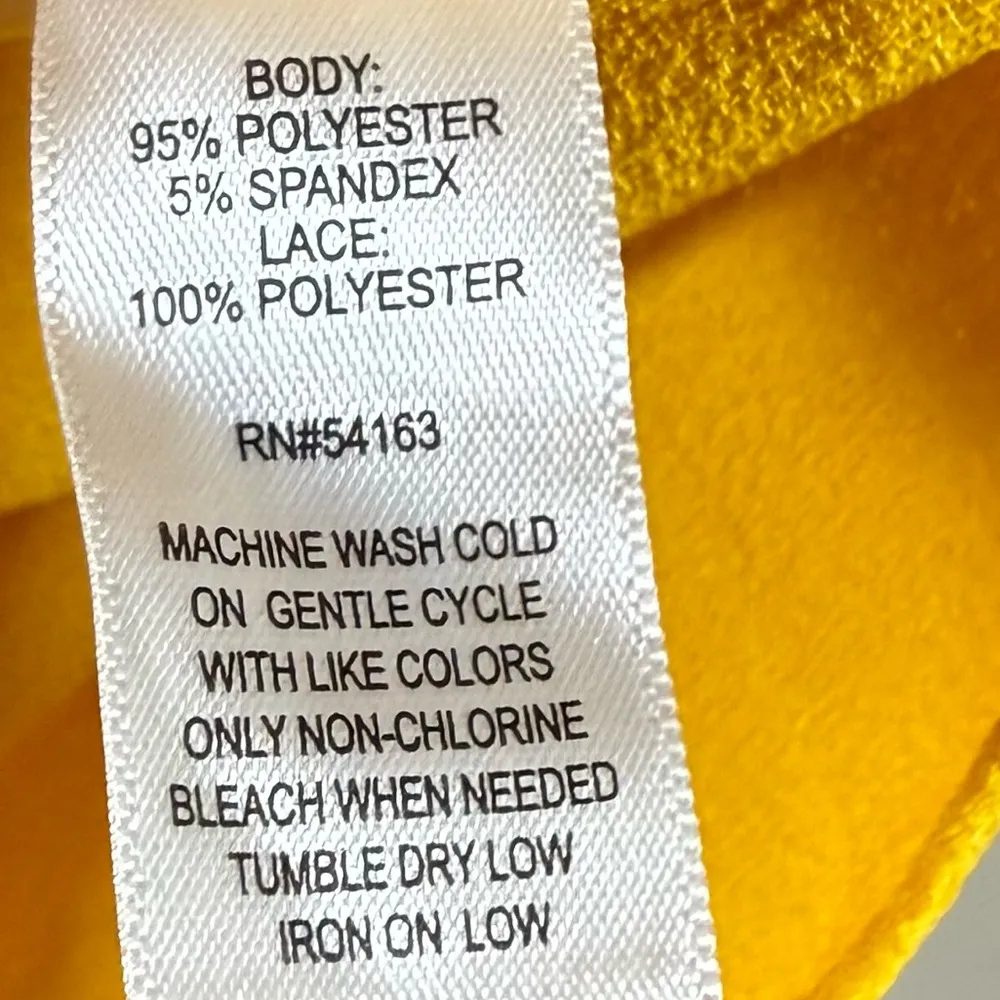 BODY:
95% POLYESTER
5% SPANDEX
LACE:
100% POLYESTER
RN#54163
MACHINE WASH COLD
ON GENTLE CYCLE
WITH LIKE COLORS
ONLY NON-CHLORINE
BLEACH WHEN NEEDED
TUMBLE DRY LOW
IRON ON LOW